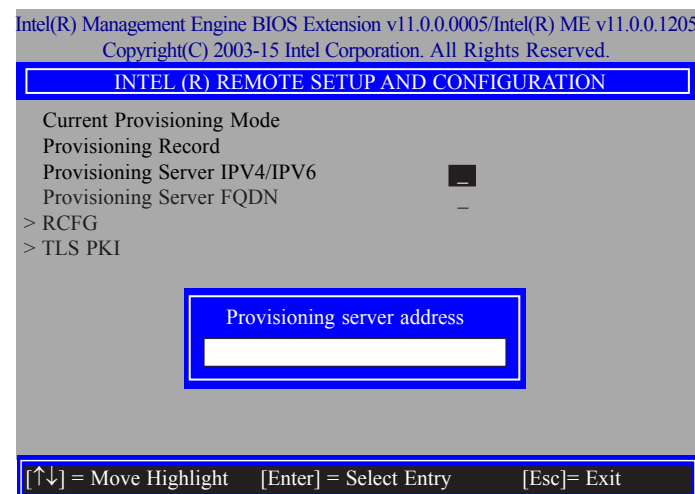 Intel(R) Management Engine BIOS Extension v11.0.0.0005/Intel(R) ME v11.0.0.1205
Copyright(C) 2003-15 Intel Corporation. All Rights Reserved.
INTEL (R) REMOTE SETUP AND CONFIGURATION
Current Provisioning Mode
Provisioning Record
Provisioning Server IPV4/IPV6 _
Provisioning Server FQDN _
> RCFG
> TLS PKI
Provisioning server address
[↑↓] = Move Highlight [Enter] = Select Entry [Esc]= Exit